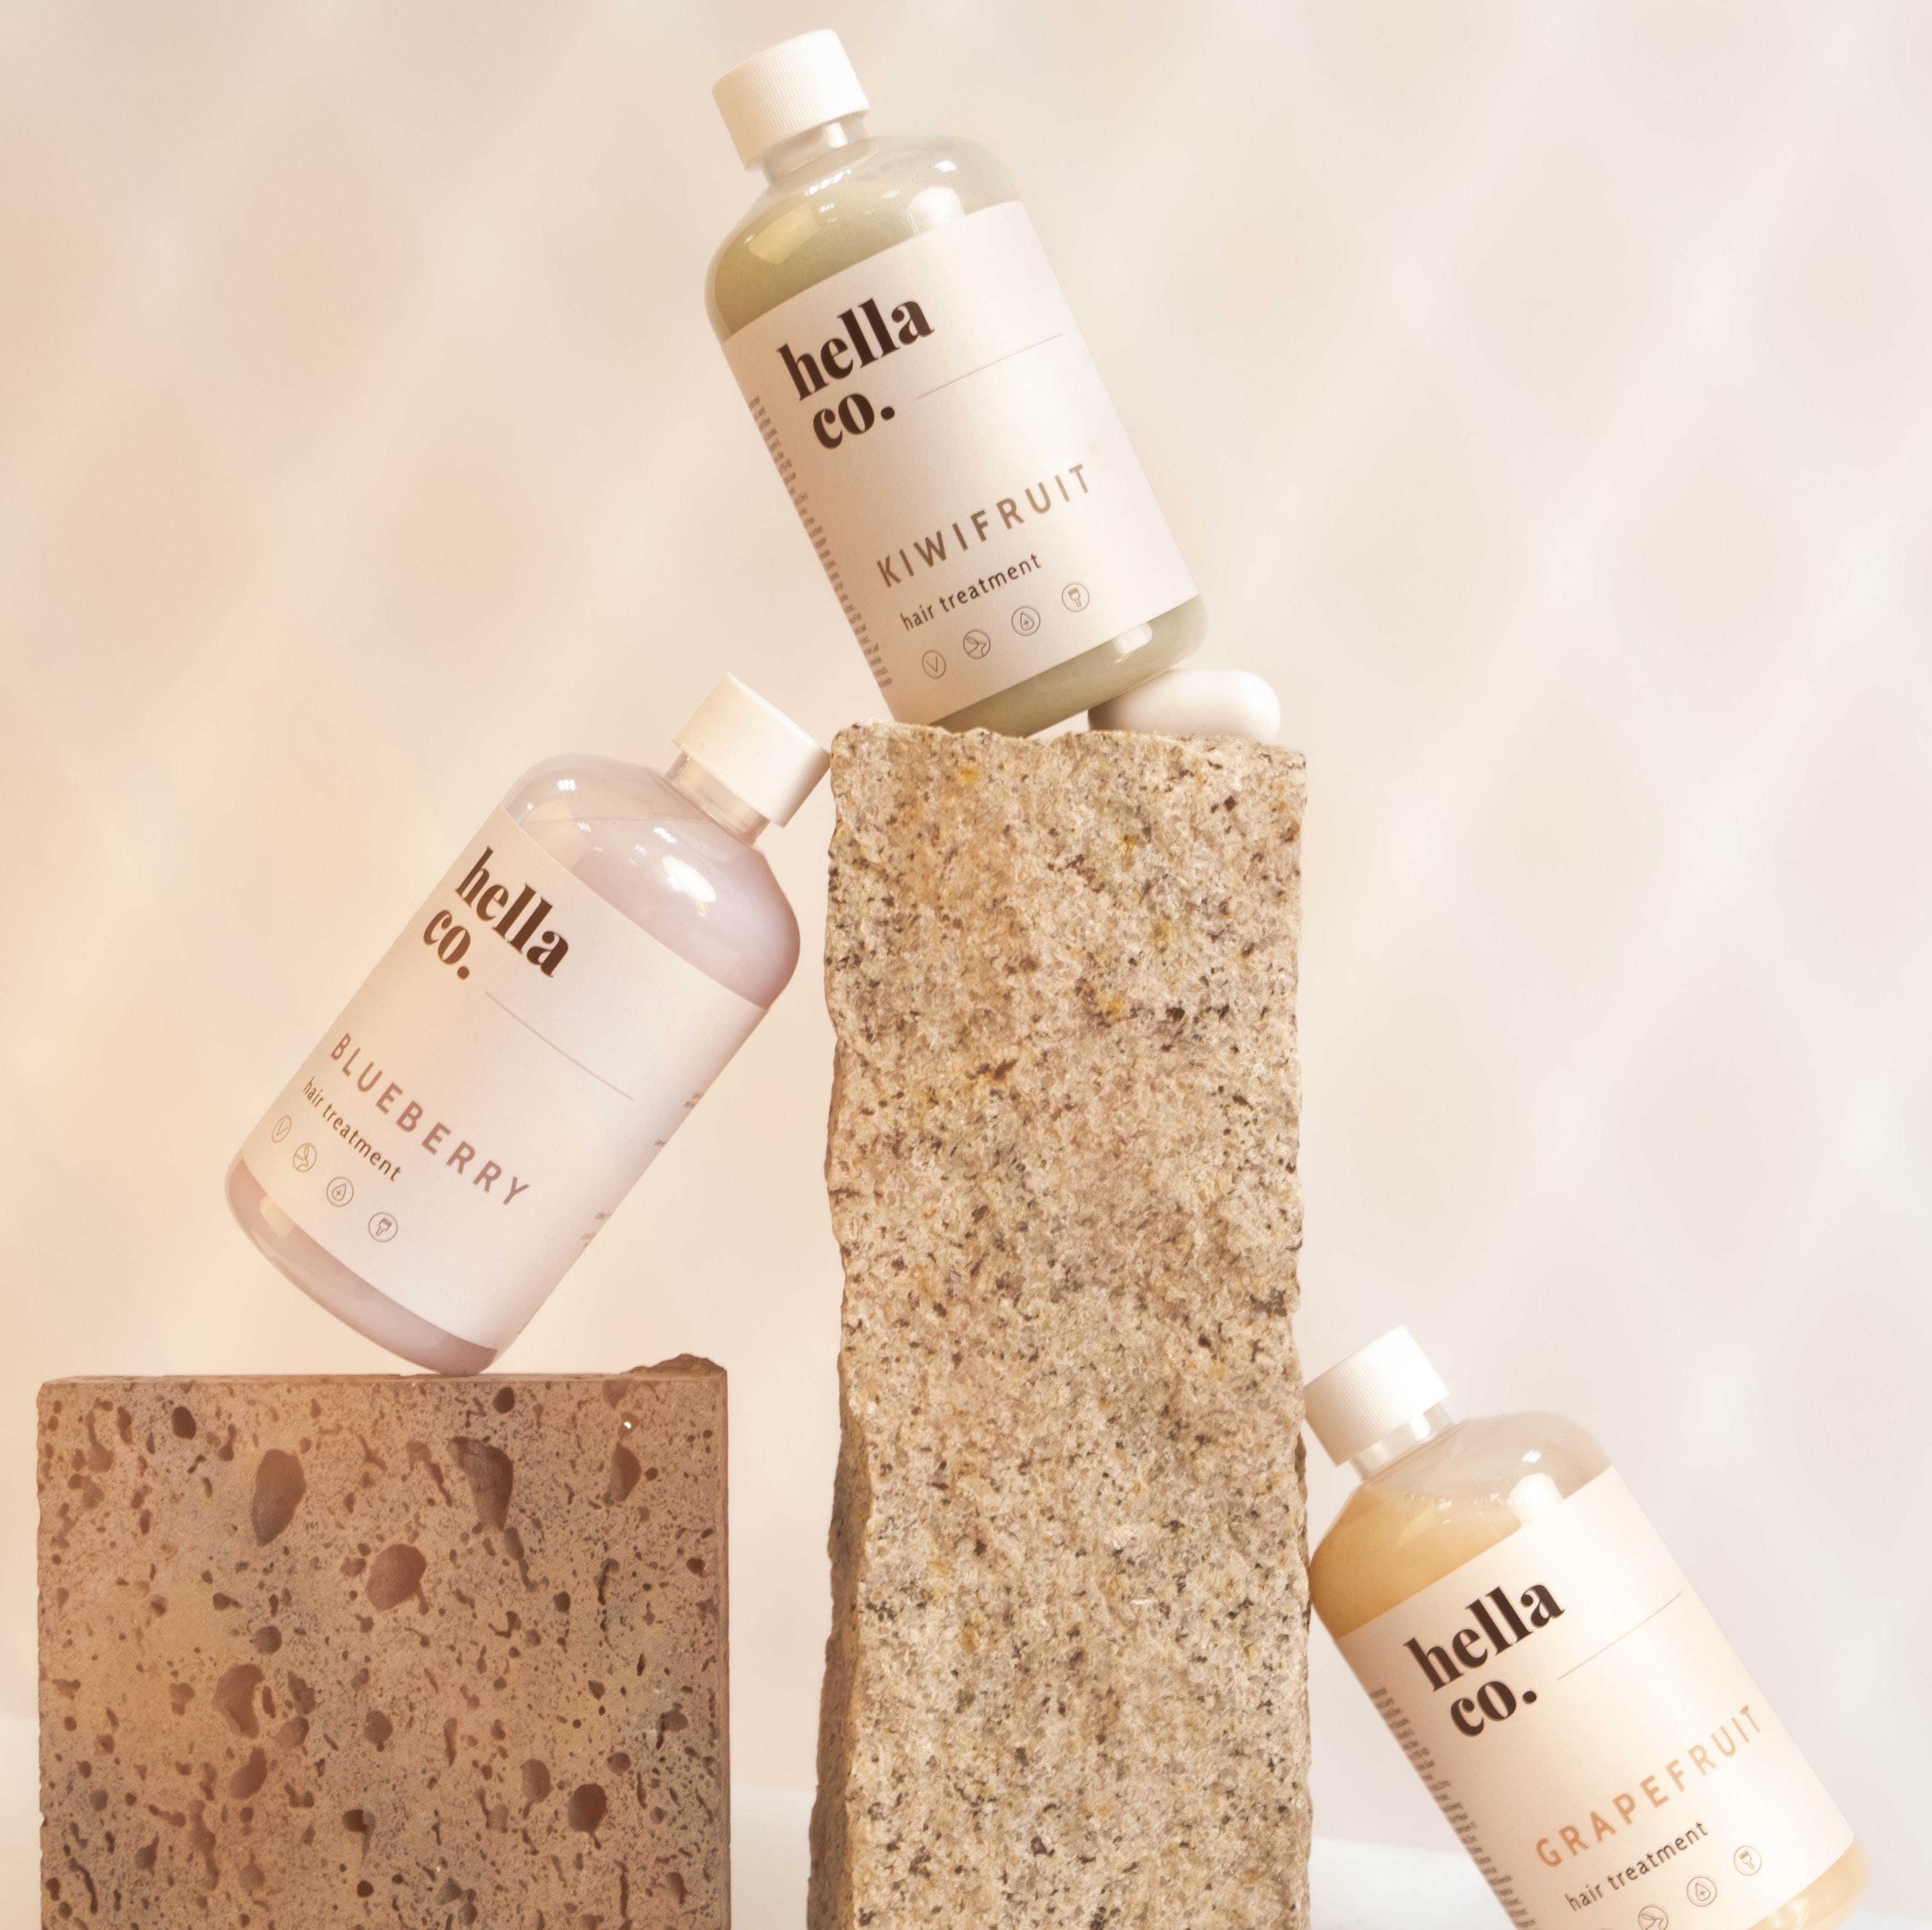 hella
co.
KIWIFRUIT
hair treatment
hella
co.
BLUEBERRY
hair treatment
hella
co.
GRAPEFRUIT
hair treatment